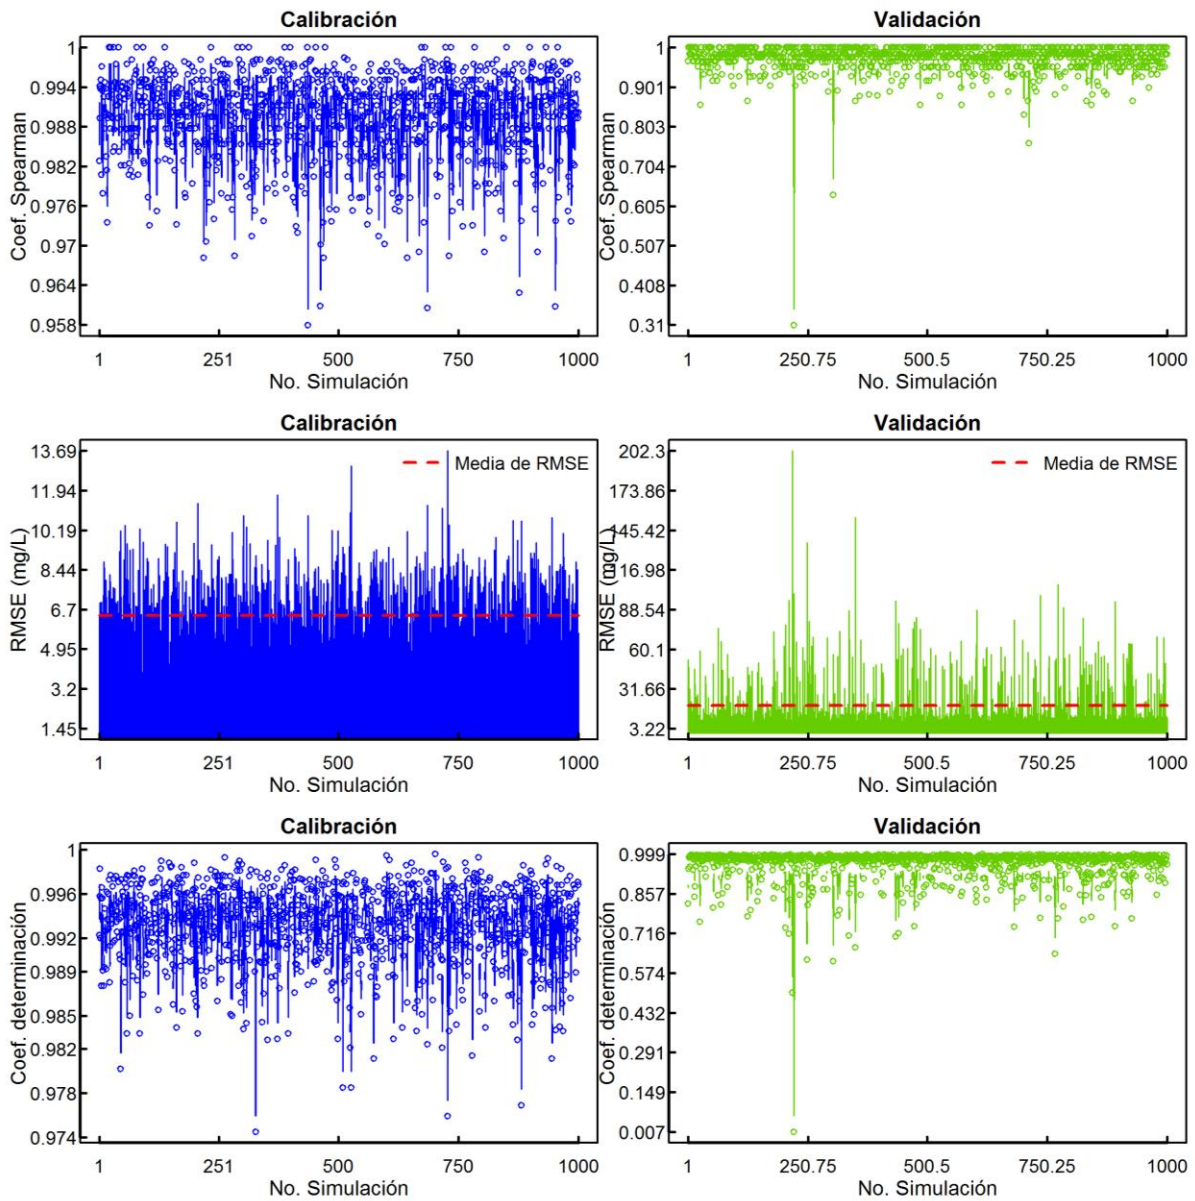 Calibración
Coef. Spearman
1
0.994
0.988
0.982
0.976
0.97
0.964
0.958
1 251 500 750 1000
No. Simulación
Validación
Coef. Spearman
1
0.901
0.803
0.704
0.605
0.507
0.408
0.31
1 250.75 500.5 750.25 1000
No. Simulación
Calibración
RMSE (mg/L)
13.69
11.94
10.19
8.44
6.7
4.95
3.2
1.45
Media de RMSE
1 251 500 750 1000
No. Simulación
Validación
RMSE (mg/L)
202.3
173.86
145.42
16.98
88.54
60.1
31.66
3.22
Media de RMSE
1 250.75 500.5 750.25 1000
No. Simulación
Calibración
Coef. determinación
1
0.996
0.992
0.989
0.985
0.982
0.978
0.974
1 251 500 750 1000
No. Simulación
Validación
Coef. determinación
0.999
0.857
0.716
0.574
0.432
0.291
0.149
0.007
1 250.75 500.5 750.25 1000
No. Simulación